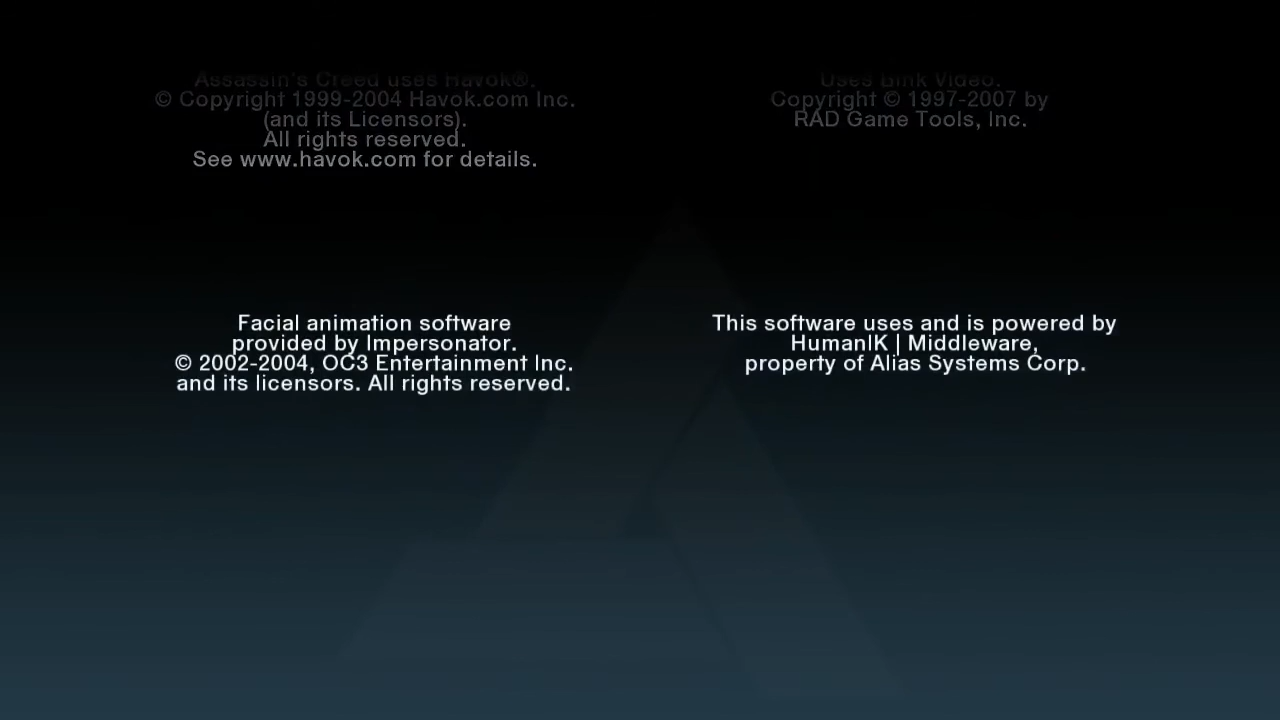 Assassin's Creed uses Havok®.
© Copyright 1999-2004 Havok.com Inc.
(and its Licensors).
All rights reserved.
See www.havok.com for details.
Uses Bink Video.
Copyright © 1997-2007 by
RAD Game Tools, Inc.
Facial animation software
provided by Impersonator.
© 2002-2004, OC3 Entertainment Inc.
and its licensors. All rights reserved.
This software uses and is powered by
HumanIK | Middleware,
property of Alias Systems Corp.